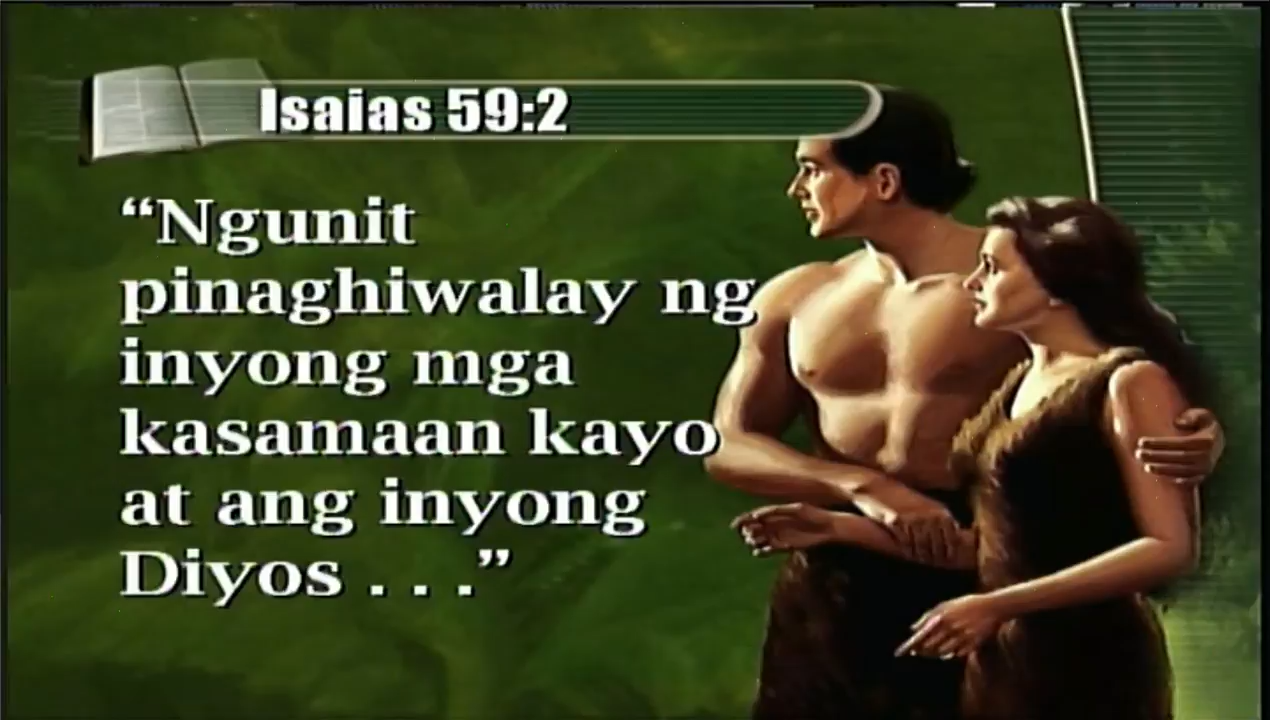 Isaias 59:2
“Ngunit
pinaghiwalay ng
inyong mga
kasamaan kayo
at ang inyong
Diyos . . .”